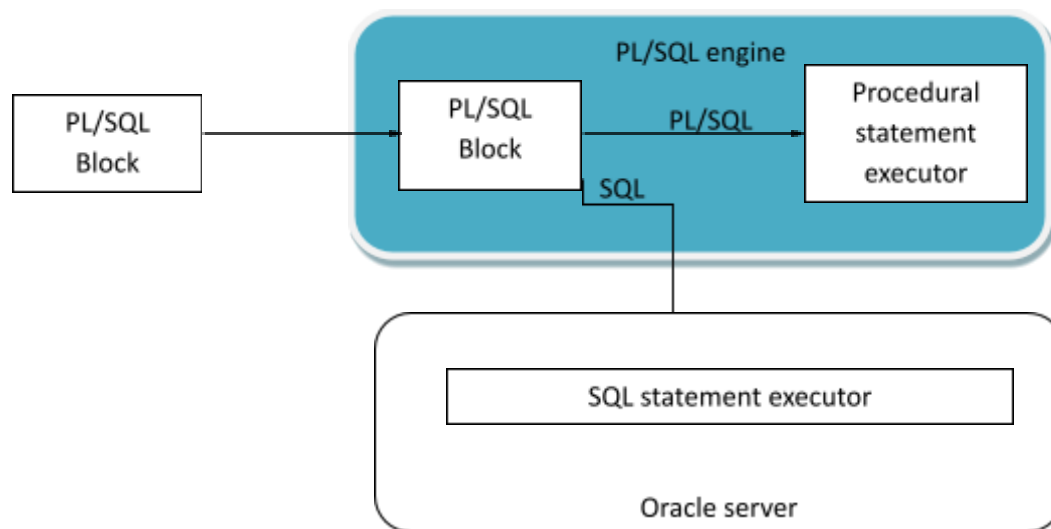 PL/SQL engine
PL/SQL
Block
PL/SQL
Block
PL/SQL
Procedural
statement
executor
SQL
SQL statement executor
Oracle server